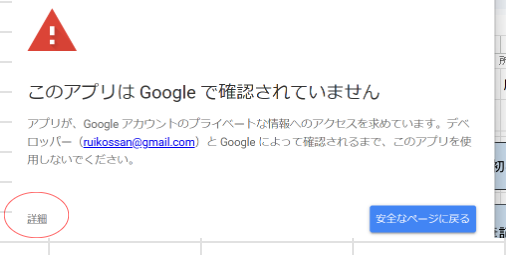 このアプリは Google で確認されていません
アプリが、Google アカウントのプライベートな情報へのアクセスを求めています。デベ
ロッパー（ruikossan@gmail.com）と Google によって確認されるまで、このアプリを使
用しないでください。
詳細
安全なページに戻る
所
初